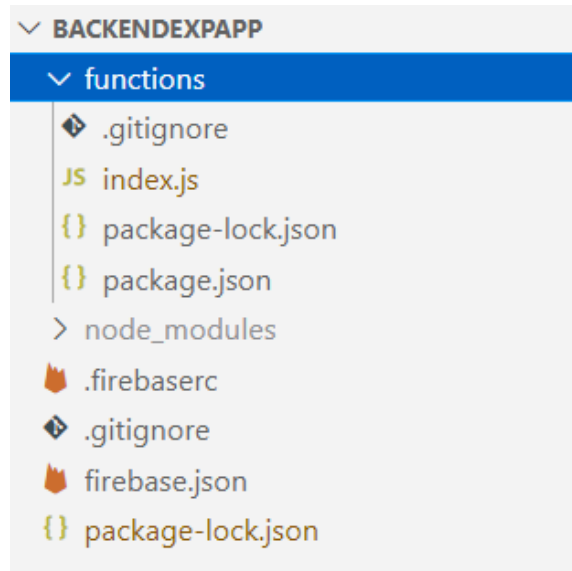 BACKENDEXPAPP
functions
.gitignore
JS index.js
{} package-lock.json
{} package.json
node_modules
.firebaserc
.gitignore
firebase.json
{} package-lock.json